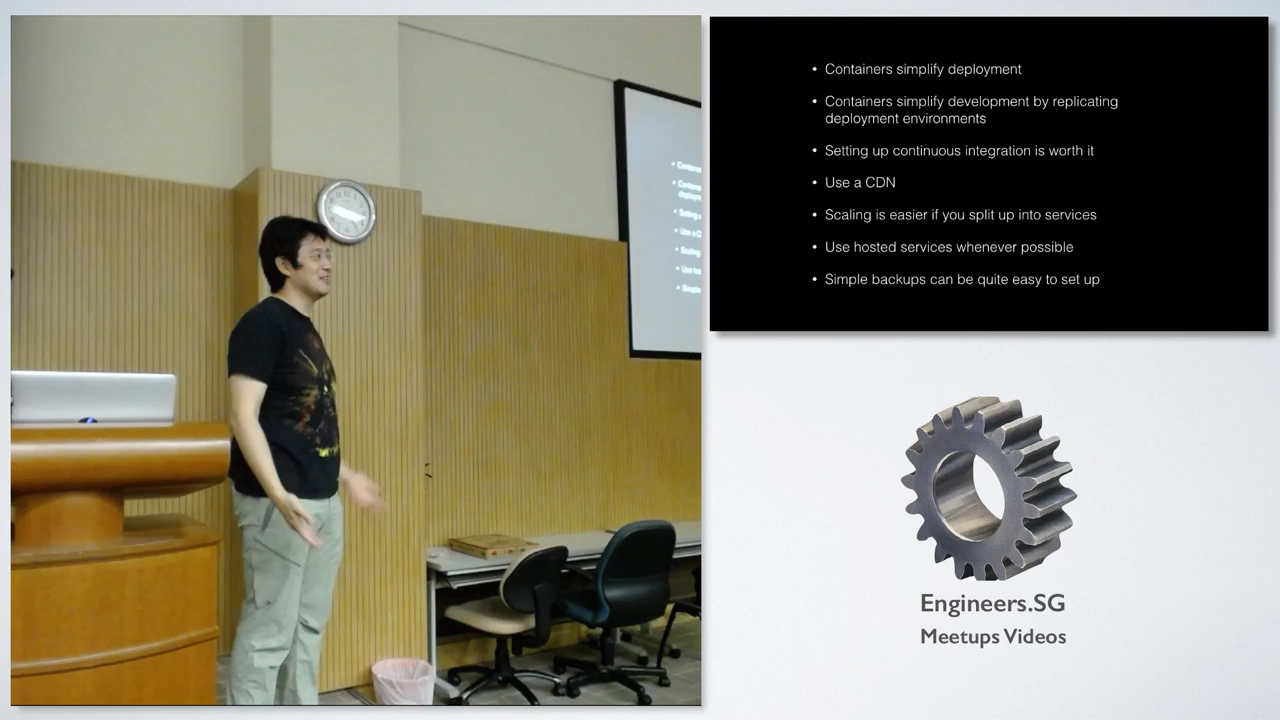 • Containers simplify deployment
• Containers simplify development by replicating
deployment environments
• Setting up continuous integration is worth it
• Use a CDN
• Scaling is easier if you split up into services
• Use hosted services whenever possible
• Simple backups can be quite easy to set up
Engineers.SG
Meetups Videos